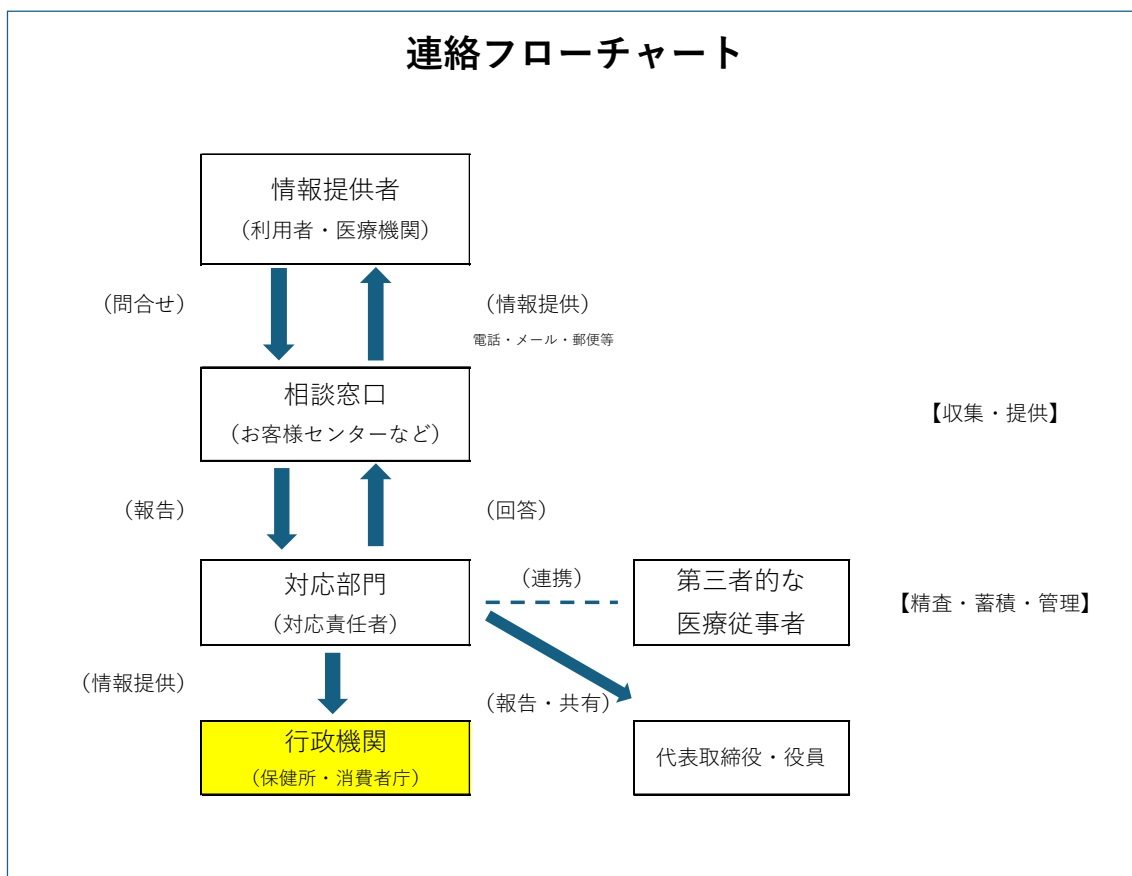 連絡フローチャート
情報提供者
（利用者・医療機関）
（問合せ）
（情報提供）
電話・メール・郵便等
相談窓口
（お客様センターなど）
【収集・提供】
（報告）
（回答）
対応部門
（対応責任者）
（連携）
第三者的な
医療従事者
【精査・蓄積・管理】
（情報提供）
（報告・共有）
行政機関
（保健所・消費者庁）
代表取締役・役員